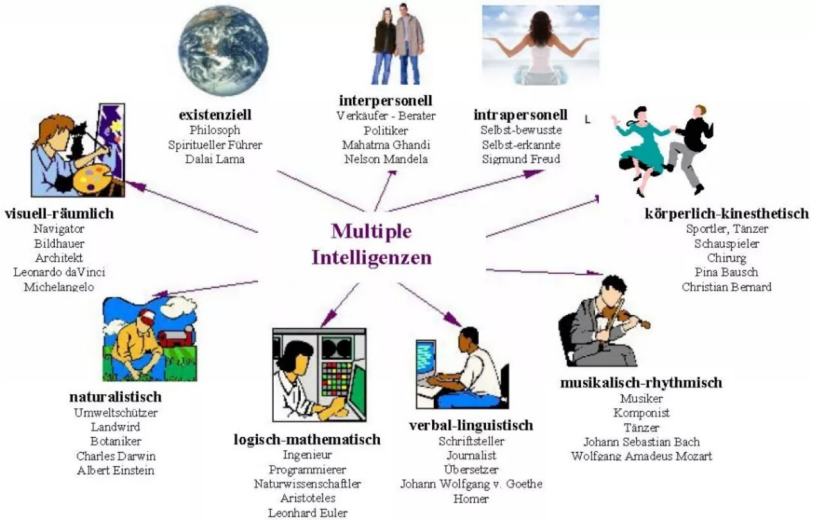 existenziell
Philosoph
Spiritueller Führer
Dalai Lama
interpersonell
Verkäufer - Berater
Politiker
Mahatma Ghandi
Nelson Mandela
intrapersonell
Selbst-bewusste
Selbst-erkannte
Sigmund Freud
L
visuell-räumlich
Navigator
Bildhauer
Architekt
Leonardo daVinci
Michelangelo
Multiple
Intelligenzen
körperlich-kinesthetisch
Sportler, Tänzer
Schauspieler
Chirurg
Pina Bausch
Christian Bernard
naturalistisch
Umweltschützer
Landwird
Botaniker
Charles Darwin
Albert Einstein
logisch-mathematisch
Ingenieur
Programmierer
Naturwissenschaftler
Aristoteles
Leonhard Euler
verbal-linguistisch
Schriftsteller
Journalist
Übersetzer
Johann Wolfgang v. Goethe
Homer
musikalisch-rhythmisch
Musiker
Komponist
Tänzer
Johann Sebastian Bach
Wolfgang Amadeus Mozart